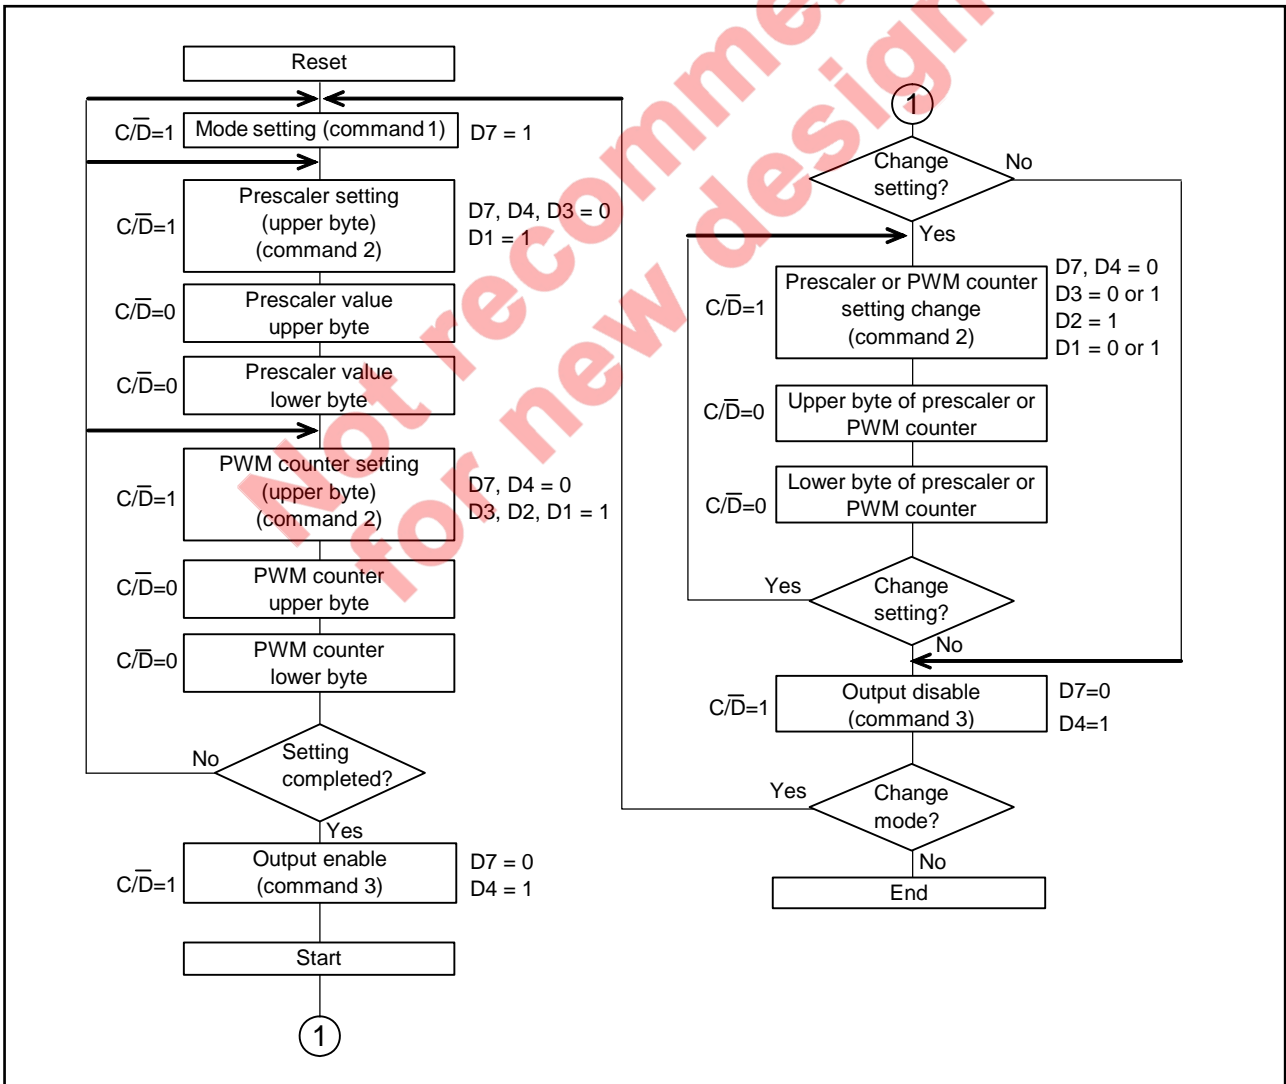 Reset
C/D̅=1
Mode setting (command 1)
D7 = 1
C/D̅=1
Prescaler setting
(upper byte)
(command 2)
D7, D4, D3 = 0
D1 = 1
C/D̅=0
Prescaler value
upper byte
C/D̅=0
Prescaler value
lower byte
C/D̅=1
PWM counter setting
(upper byte)
(command 2)
D7, D4 = 0
D3, D2, D1 = 1
C/D̅=0
PWM counter
upper byte
C/D̅=0
PWM counter
lower byte
No
Setting
completed?
Yes
C/D̅=1
Output enable
(command 3)
D7 = 0
D4 = 1
Start
1
1
Change
setting?
No
Yes
C/D̅=1
Prescaler or PWM counter
setting change
(command 2)
D7, D4 = 0
D3 = 0 or 1
D2 = 1
D1 = 0 or 1
C/D̅=0
Upper byte of prescaler or
PWM counter
C/D̅=0
Lower byte of prescaler or
PWM counter
Yes
Change
setting?
No
C/D̅=1
Output disable
(command 3)
D7=0
D4=1
Yes
Change
mode?
No
End
Not recomme
for new design